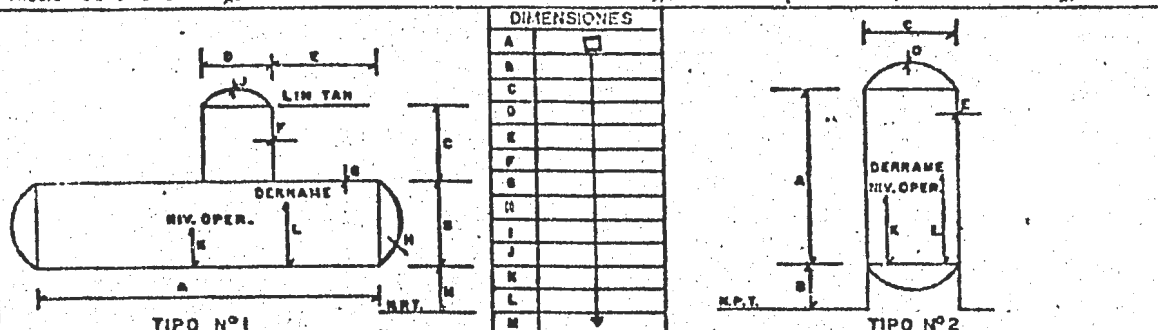 DIMENSIONES
A
B
C
D
E
F
G
H
I
J
K
L
M
D E
J
LIN TAN
F
C
G
DERRAME
NIV. OPER.
B
L
K
H
A
M
N.P.T.
TIPO Nº1
C
D
E
A
DERRAME
NIV. OPER.
K
L
B
N.P.T.
TIPO Nº2